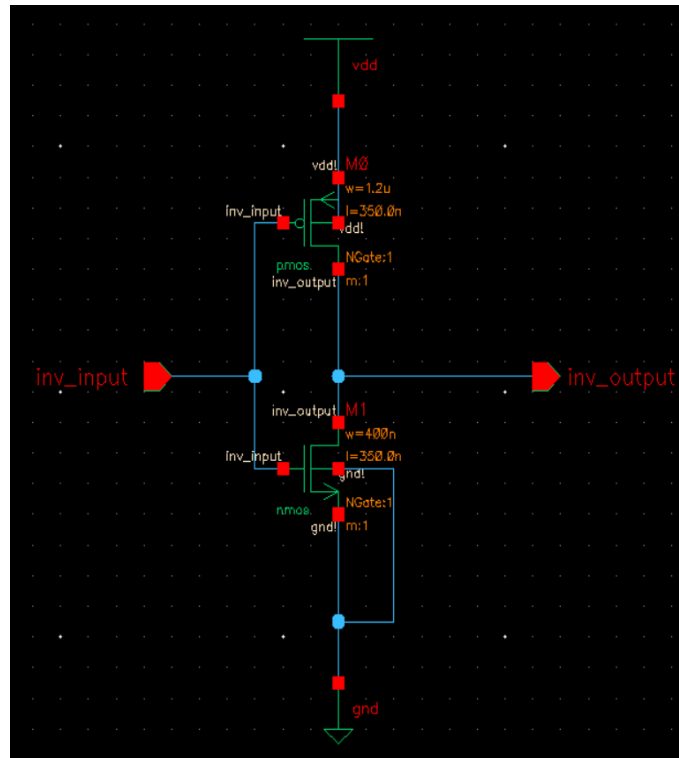 vdd
vdd!
M0
w=1.2u
inv_input
l=350.0n
vdd!
pmos.
NGate:1
inv_output
m:1
inv_input
inv_output
inv_output
M1
w=400n
inv_input
l=350.0n
gnd!
nmos.
NGate:1
gnd!
m:1
gnd